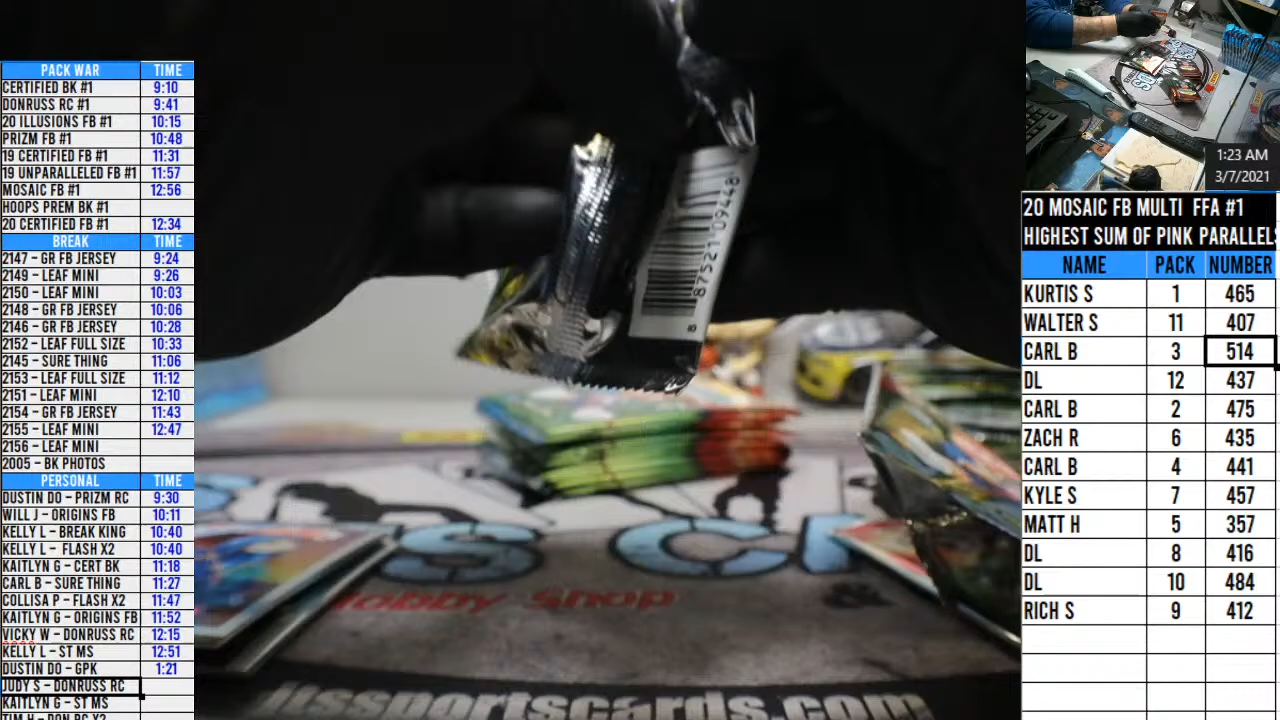 PACK WAR TIME
CERTIFIED BK #1 9:10
DONRUSS RC #1 9:41
20 ILLUSIONS FB #1 10:15
PRIZM FB #1 10:48
19 CERTIFIED FB #1 11:31
19 UNPARALLELED FB #1 11:57
MOSAIC FB #1 12:56
HOOPS PREM BK #1
20 CERTIFIED FB #1 12:34
BREAK TIME
2147 - GR FB JERSEY 9:24
2149 - LEAF MINI 9:26
2150 - LEAF MINI 10:03
2148 - GR FB JERSEY 10:06
2146 - GR FB JERSEY 10:28
2152 - LEAF FULL SIZE 10:33
2145 - SURE THING 11:06
2153 - LEAF FULL SIZE 11:12
2151 - LEAF MINI 12:10
2154 - GR FB JERSEY 11:43
2155 - LEAF MINI 12:47
2156 - LEAF MINI
2005 - BK PHOTOS
PERSONAL TIME
DUSTIN DO - PRIZM RC 9:30
WILL J - ORIGINS FB 10:11
KELLY L - BREAK KING 10:40
KELLY L - FLASH X2 10:40
KAITLYN G - CERT BK 11:18
CARL B - SURE THING 11:27
COLLISA P - FLASH X2 11:47
KAITLYN G - ORIGINS FB 11:52
VICKY W - DONRUSS RC 12:15
KELLY L - ST MS 12:51
DUSTIN DO - GPK 1:21
JUDY S - DONRUSS RC
KAITLYN G - ST MS
TIM H - DON RC X2
8 87521 09448
S C
Hobby Shop
&
jtssportscards.com
1:23 AM
3/7/2021
20 MOSAIC FB MULTI FFA #1
HIGHEST SUM OF PINK PARALLELS
NAME PACK NUMBER
KURTIS S 1 465
WALTER S 11 407
CARL B 3 514
DL 12 437
CARL B 2 475
ZACH R 6 435
CARL B 4 441
KYLE S 7 457
MATT H 5 357
DL 8 416
DL 10 484
RICH S 9 412